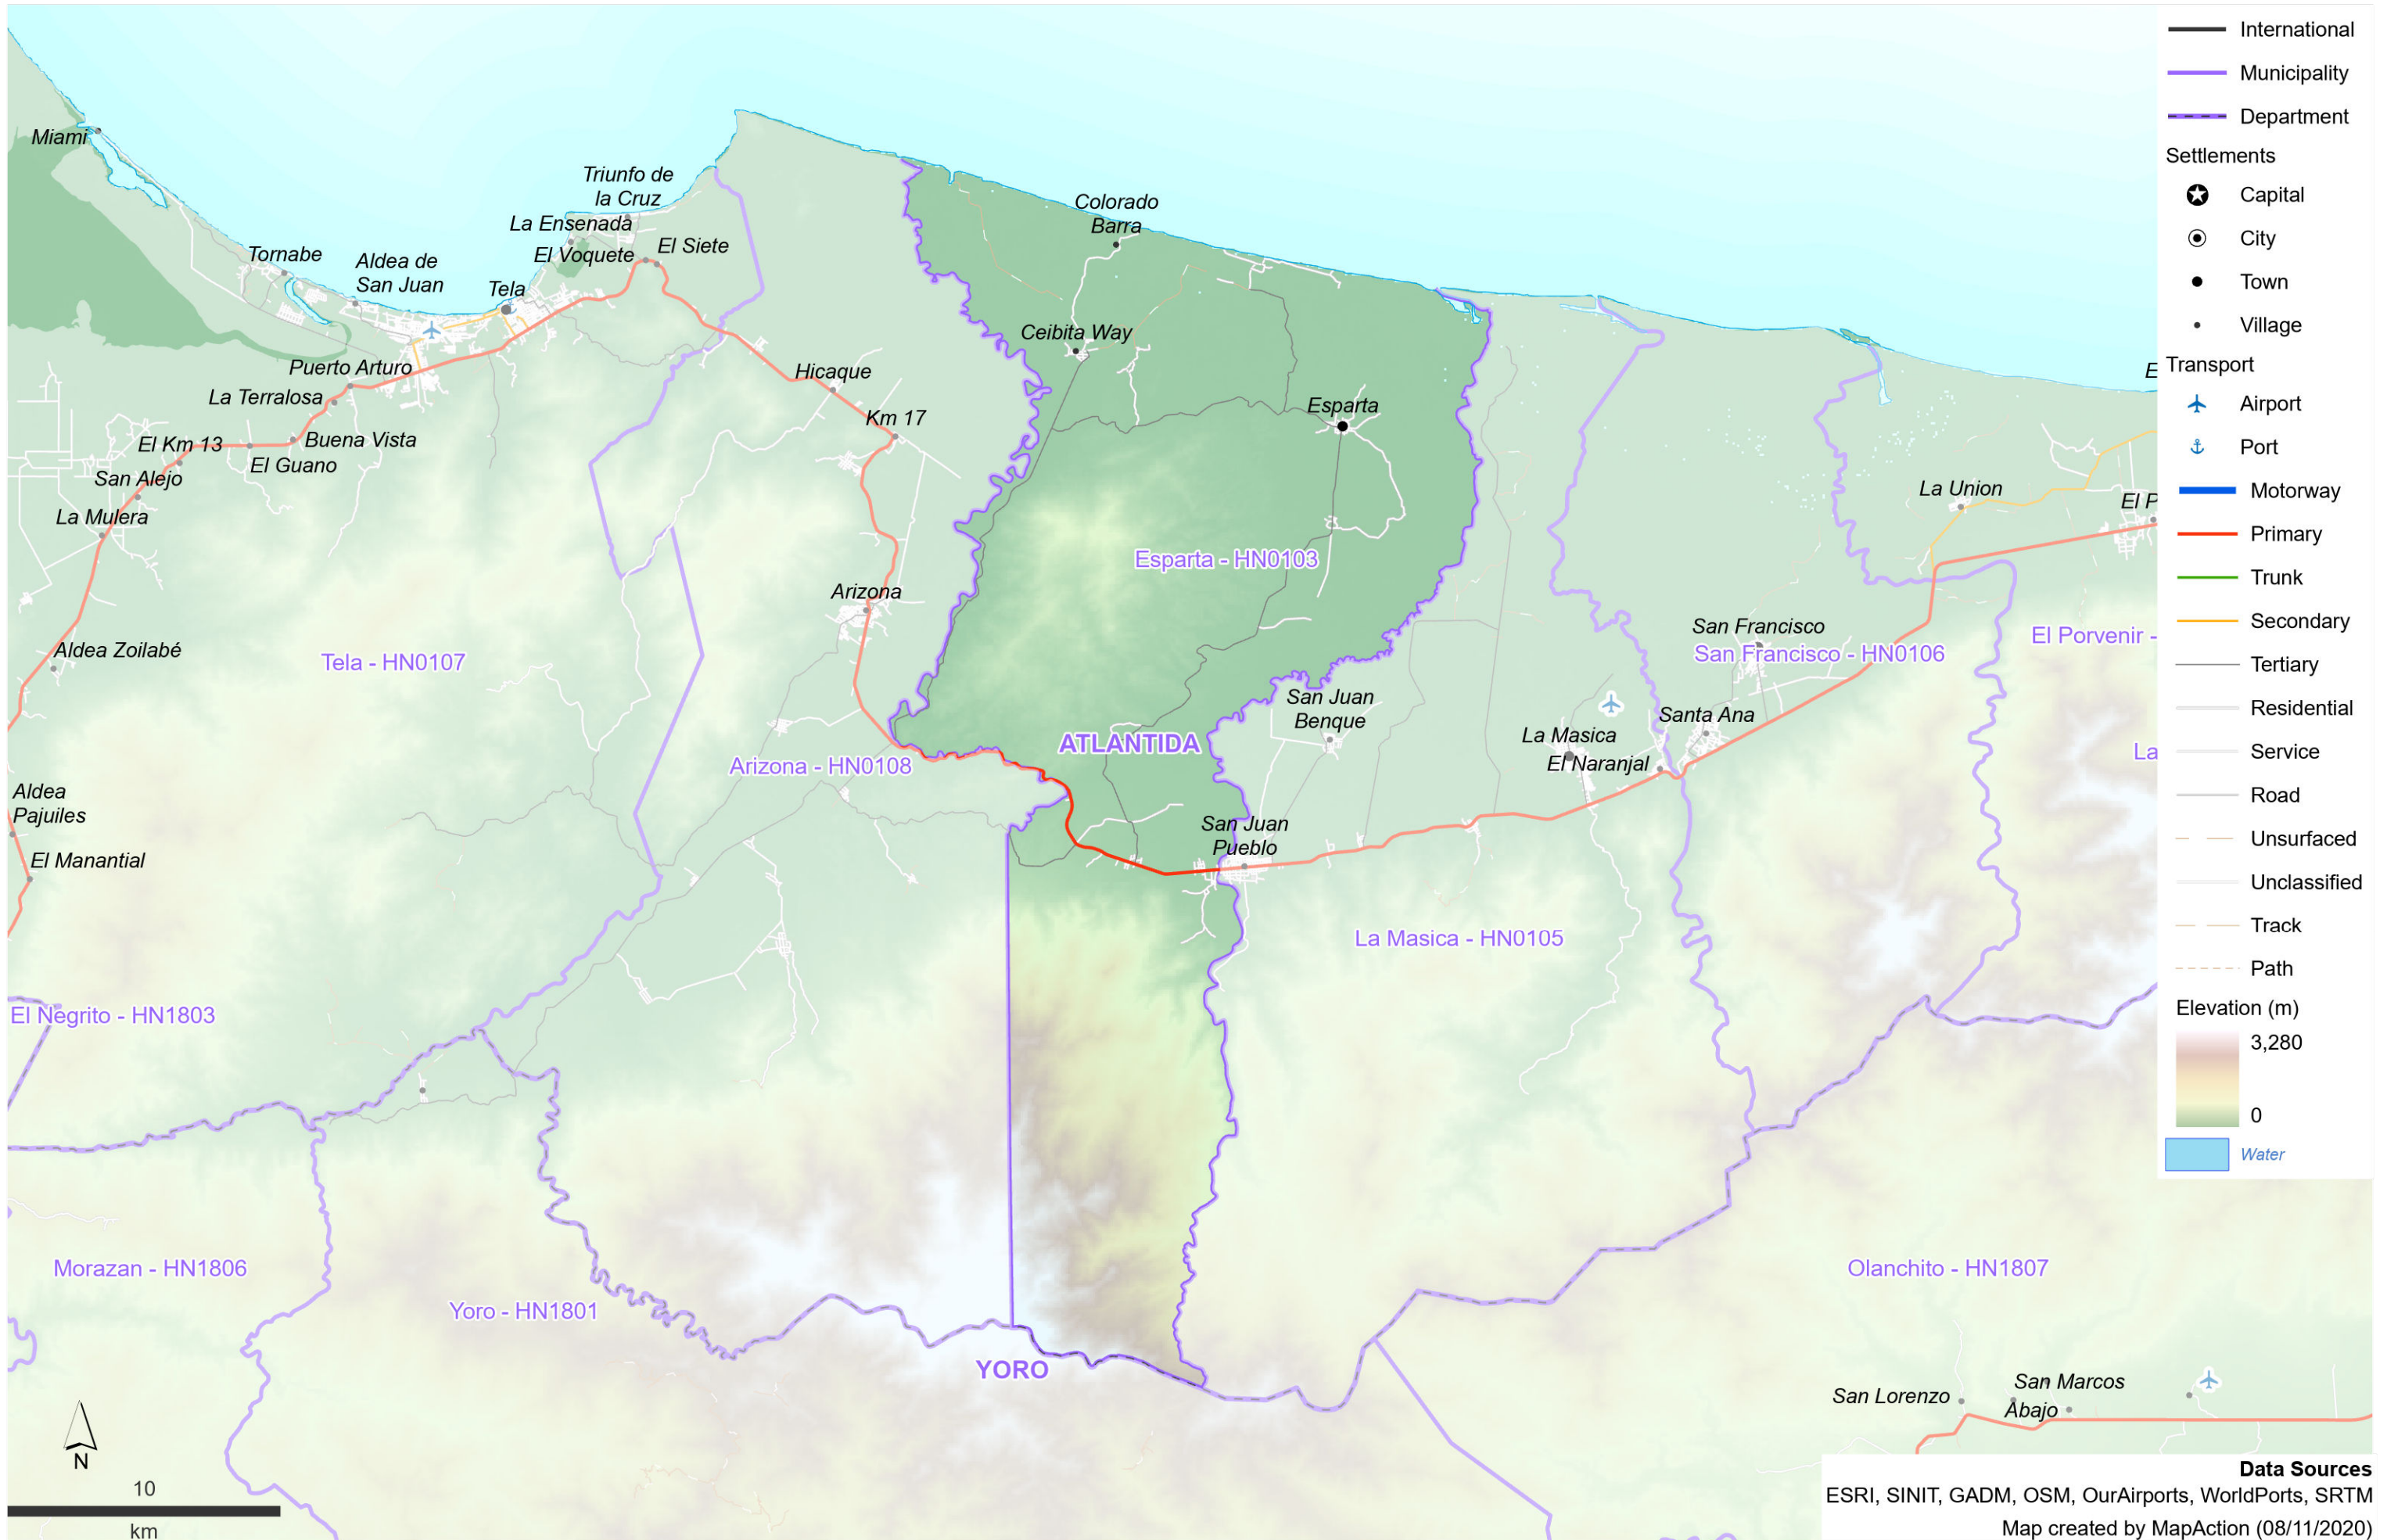 Miami
Triunfo de
la Cruz
La Ensenada
El Voquete
El Siete
Tornabe
Aldea de
San Juan
Tela
Colorado
Barra
Ceibita Way
Puerto Arturo
La Terralosa
Hicaque
Km 17
Esparta
El Km 13
Buena Vista
El Guano
San Alejo
La Mulera
La Union
El P
E
Esparta - HN0103
Arizona
Aldea Zoilabé
Tela - HN0107
San Francisco
San Francisco - HN0106
El Porvenir -
San Juan
Benque
Santa Ana
La Masica
El Naranjal
ATLANTIDA
Arizona - HN0108
La
Aldea
Pajuiles
El Manantial
San Juan
Pueblo
La Masica - HN0105
El Negrito - HN1803
Morazan - HN1806
Yoro - HN1801
YORO
Olanchito - HN1807
San Lorenzo
San Marcos
Abajo
N
10
km
International
Municipality
Department
Settlements
Capital
City
Town
Village
Transport
Airport
Port
Motorway
Primary
Trunk
Secondary
Tertiary
Residential
Service
Road
Unsurfaced
Unclassified
Track
Path
Elevation (m)
3,280
0
Water
Data Sources
ESRI, SINIT, GADM, OSM, OurAirports, WorldPorts, SRTM
Map created by MapAction (08/11/2020)